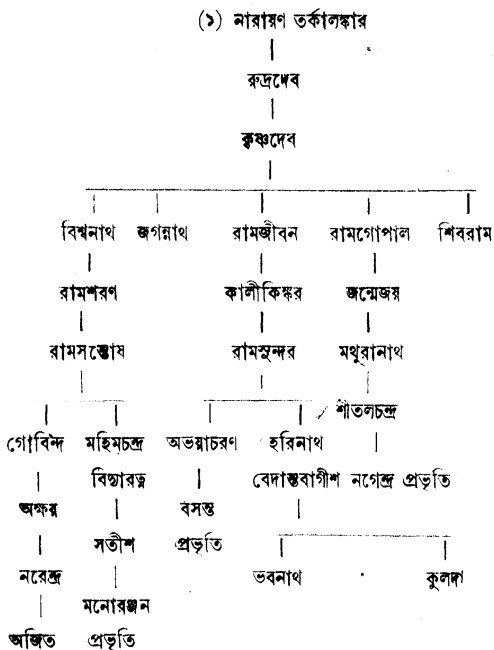 (১) নারায়ণ তর্কালঙ্কার
রুদ্রদেব
কৃষ্ণদেব
বিশ্বনাথ জগন্নাথ রামজীবন রামগোপাল শিবরাম
রামশরণ কালীকিঙ্কর জন্মেজয়
রামসন্তোষ রামসুন্দর মথুরানাথ
শীতলচন্দ্র
গোবিন্দ মহিমচন্দ্র অভয়াচরণ হরিনাথ
বিদ্যারত্ন বেদান্তবাগীশ নগেন্দ্র প্রভৃতি
অক্ষয় বসন্ত
সতীশ প্রভৃতি
নরেন্দ্র ভবনাথ কুলদা
মনোরঞ্জন
অজিত প্রভৃতি